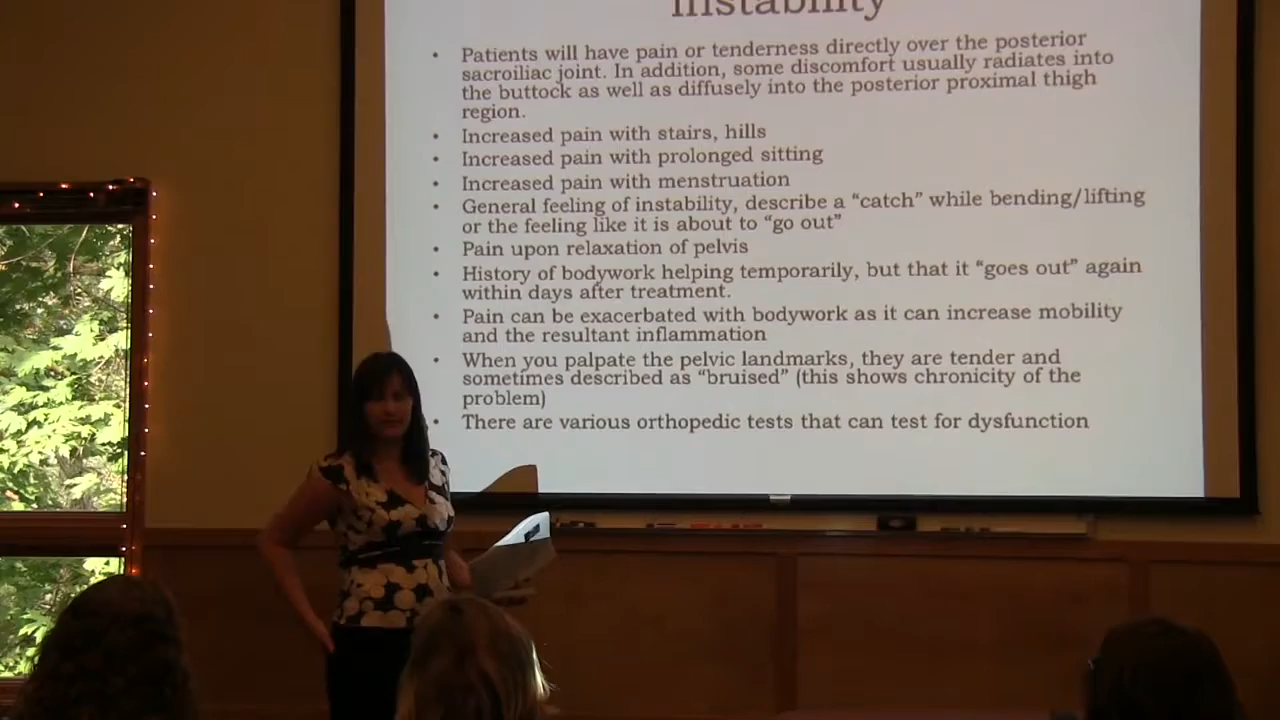 Instability
• Patients will have pain or tenderness directly over the posterior
sacroiliac joint. In addition, some discomfort usually radiates into
the buttock as well as diffusely into the posterior proximal thigh
region.
• Increased pain with stairs, hills
• Increased pain with prolonged sitting
• Increased pain with menstruation
• General feeling of instability, describe a “catch” while bending/lifting
or the feeling like it is about to “go out”
• Pain upon relaxation of pelvis
• History of bodywork helping temporarily, but that it “goes out” again
within days after treatment.
• Pain can be exacerbated with bodywork as it can increase mobility
and the resultant inflammation
• When you palpate the pelvic landmarks, they are tender and
sometimes described as “bruised” (this shows chronicity of the
problem)
• There are various orthopedic tests that can test for dysfunction